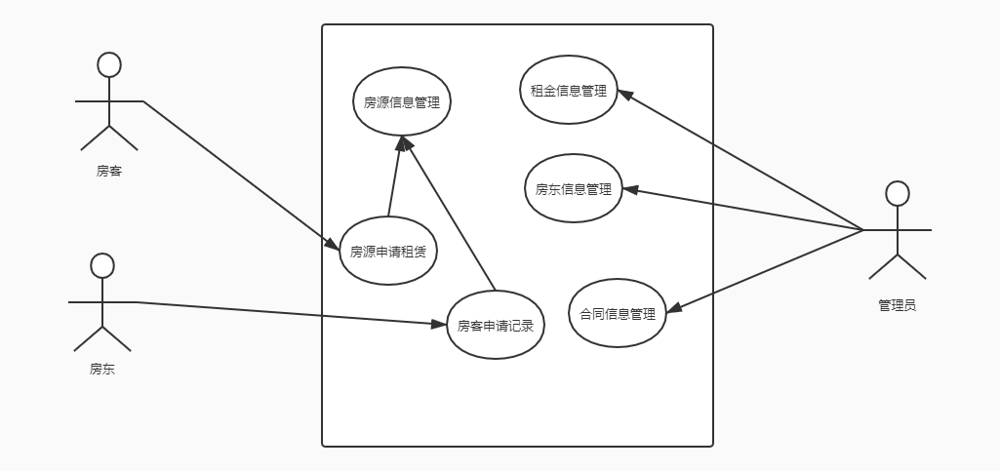 房客
房东
房源信息管理
房源申请租赁
房客申请记录
租金信息管理
房东信息管理
合同信息管理
管理员